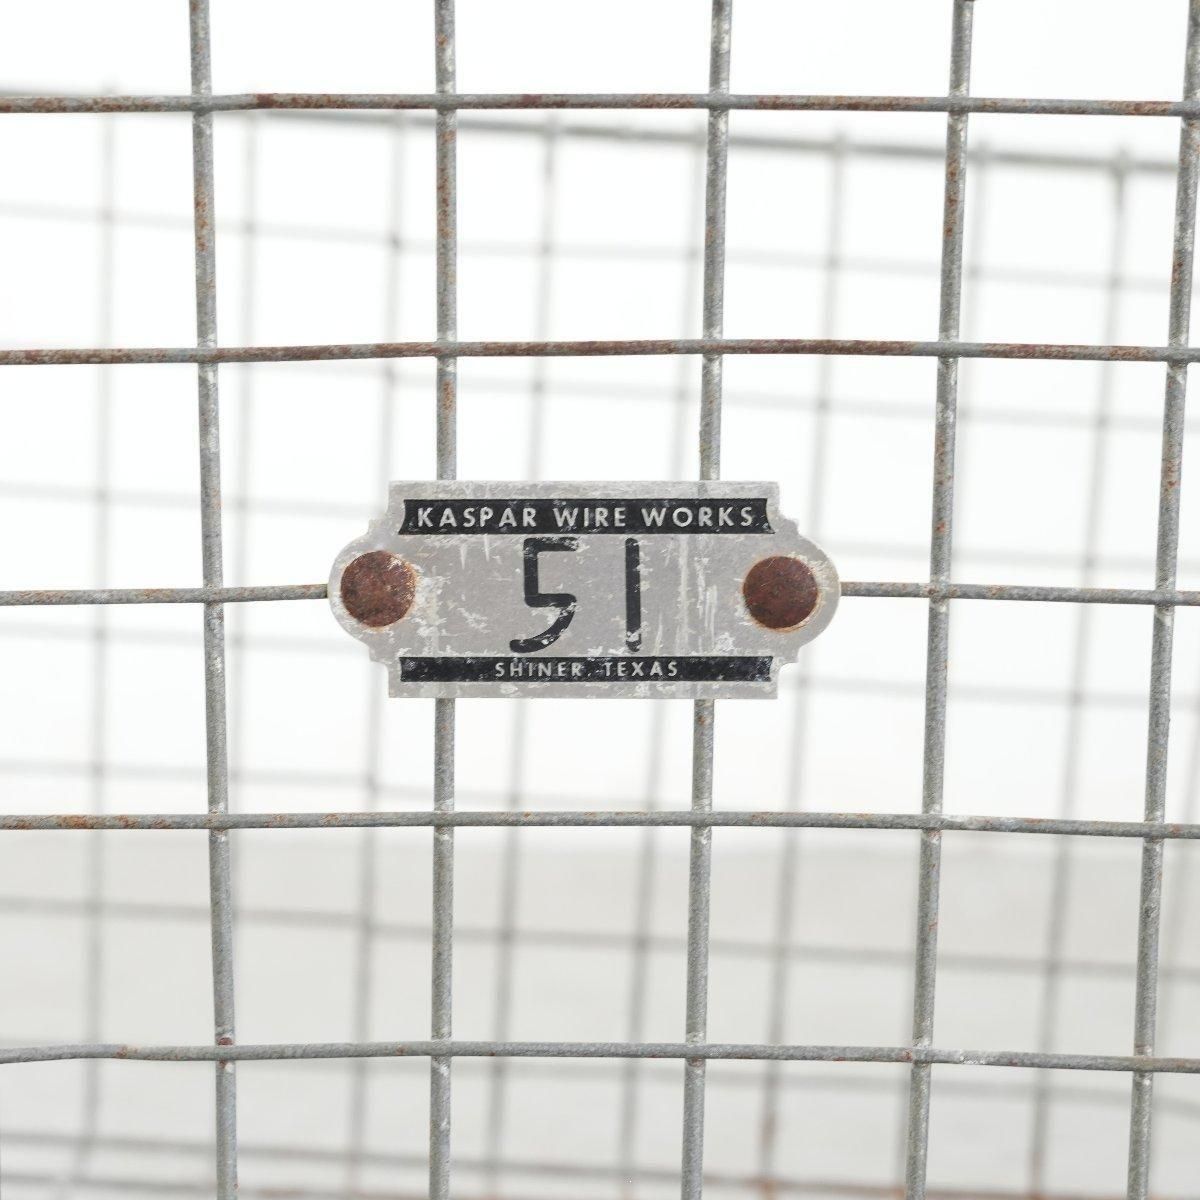 KASPAR WIRE WORKS
51
SHINER, TEXAS